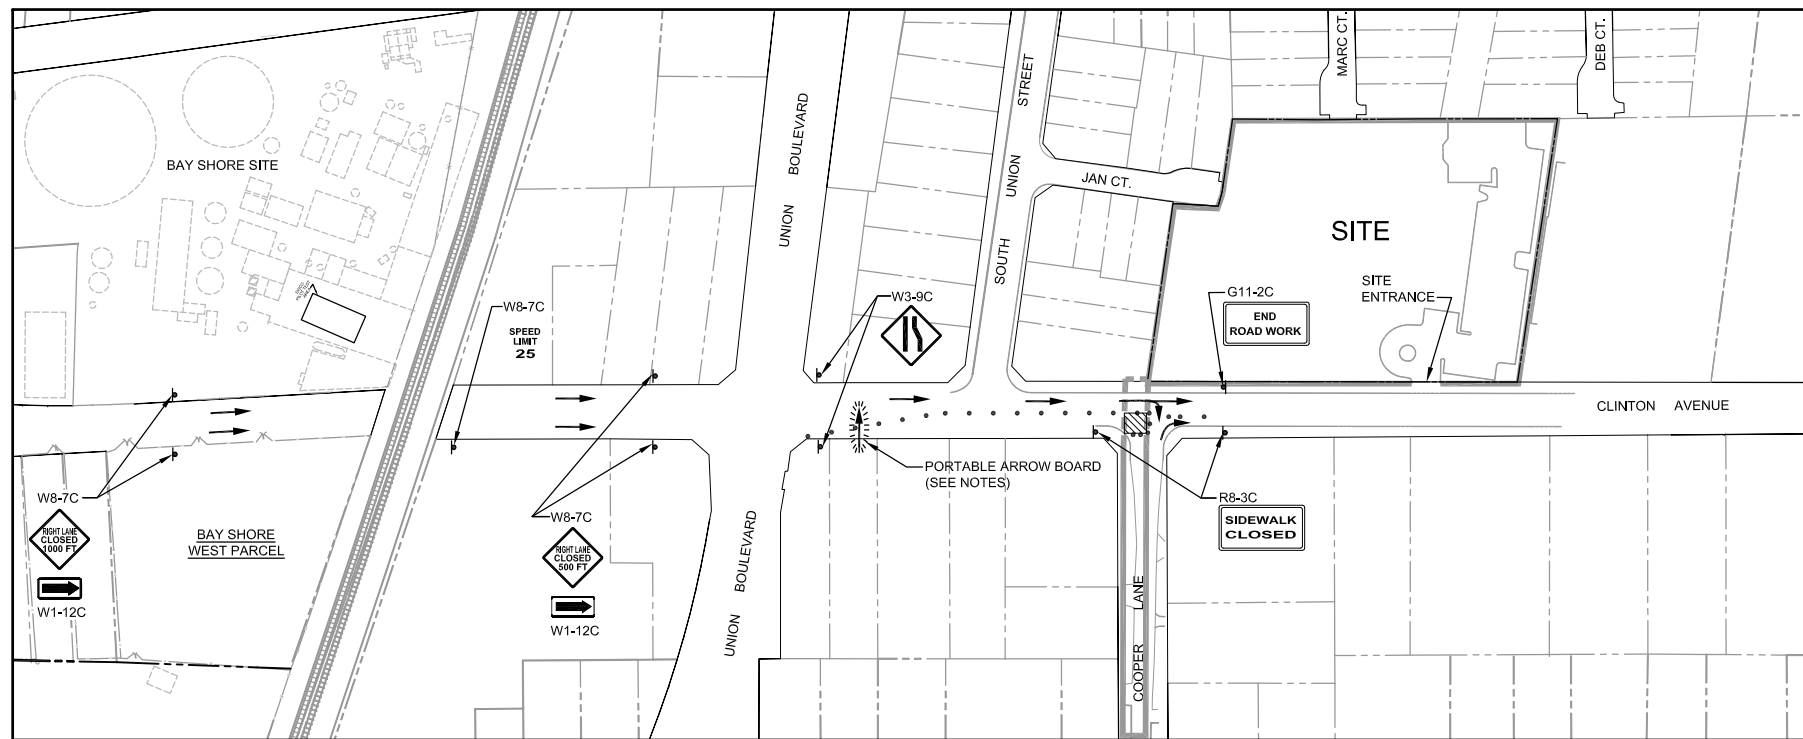 MARC CT.
DEB CT.
BAY SHORE SITE
UNION BOULEVARD
SOUTH UNION STREET
JAN CT.
SITE
SITE
ENTRANCE
W8-7C
SPEED
LIMIT
25
W3-9C
G11-2C
END
ROAD WORK
CLINTON AVENUE
W8-7C
RIGHT LANE
CLOSED
1000 FT
W1-12C
BAY SHORE
WEST PARCEL
W8-7C
RIGHT LANE
CLOSED
500 FT
W1-12C
UNION BOULEVARD
PORTABLE ARROW BOARD
(SEE NOTES)
R8-3C
SIDEWALK
CLOSED
COOPER LANE